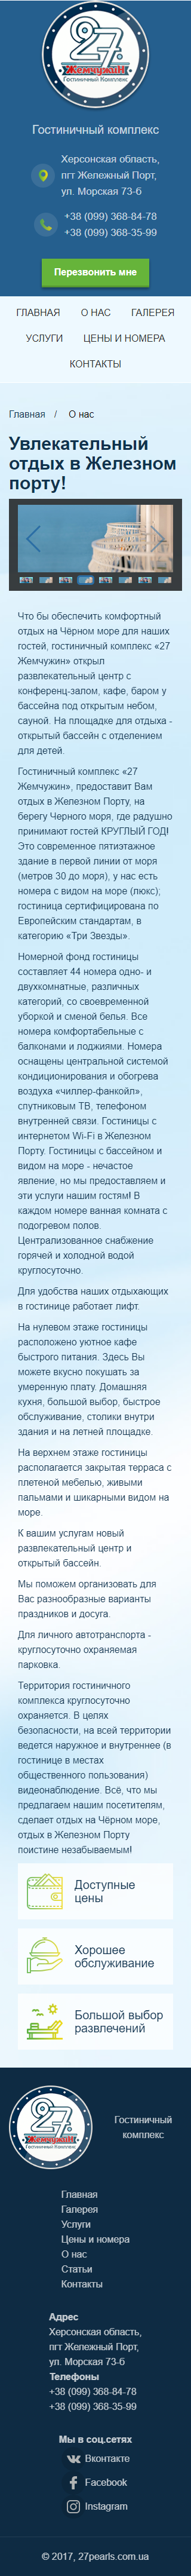 27
ЖемчужиН
Гостиничный Комплекс
Гостиничный комплекс
Херсонская область,
пгт Железный Порт,
ул. Морская 73-б
+38 (099) 368-84-78
+38 (099) 368-35-99
Перезвонить мне
ГЛАВНАЯ О НАС ГАЛЕРЕЯ
УСЛУГИ ЦЕНЫ И НОМЕРА
КОНТАКТЫ
Главная / О нас
Увлекательный
отдых в Железном
порту!
Что бы обеспечить комфортный
отдых на Чёрном море для наших
гостей, гостиничный комплекс «27
Жемчужин» открыл
развлекательный центр с
конференц-залом, кафе, баром у
бассейна под открытым небом,
сауной. На площадке для отдыха -
открытый бассейн с отделением
для детей.
Гостиничный комплекс «27
Жемчужин», предоставит Вам
отдых в Железном Порту, на
берегу Черного моря, где радушно
принимают гостей КРУГЛЫЙ ГОД!
Это современное пятиэтажное
здание в первой линии от моря
(метров 30 до моря), у нас есть
номера с видом на море (люкс);
гостиница сертифицирована по
Европейским стандартам, в
категорию «Три Звезды».
Номерной фонд гостиницы
составляет 44 номера одно- и
двухкомнатные, различных
категорий, со своевременной
уборкой и сменой белья. Все
номера комфортабельные с
балконами и лоджиями. Номера
оснащены центральной системой
кондиционирования и обогрева
воздуха «чиллер-фанкойл»,
спутниковым ТВ, телефоном
внутренней связи. Гостиницы с
интернетом Wi-Fi в Железном
Порту. Гостиницы с бассейном и
видом на море - нечастое
явление, но мы предоставляем и
эти услуги нашим гостям! В
каждом номере ванная комната с
подогревом полов.
Централизованное снабжение
горячей и холодной водой
круглосуточно.
Для удобства наших отдыхающих
в гостинице работает лифт.
На нулевом этаже гостиницы
расположено уютное кафе
быстрого питания. Здесь Вы
можете вкусно покушать за
умеренную плату. Домашняя
кухня, большой выбор, быстрое
обслуживание, столики внутри
здания и на летней площадке.
На верхнем этаже гостиницы
располагается закрытая терраса с
плетеной мебелью, живыми
пальмами и шикарными видом на
море.
К вашим услугам новый
развлекательный центр и
открытый бассейн.
Мы поможем организовать для
Вас разнообразные варианты
праздников и досуга.
Для личного автотранспорта -
круглосуточно охраняемая
парковка.
Территория гостиничного
комплекса круглосуточно
охраняется. В целях
безопасности, на всей территории
ведется наружное и внутреннее (в
гостинице в местах
общественного пользования)
видеонаблюдение. Всё, что мы
предлагаем нашим посетителям,
сделает отдых на Чёрном море,
отдых в Железном Порту
поистине незабываемым!
Доступные
цены
Хорошее
обслуживание
Большой выбор
развлечений
27
ЖемчужиН
Гостиничный Комплекс
Гостиничный
комплекс
Главная
Галерея
Услуги
Цены и номера
О нас
Статьи
Контакты
Адрес
Херсонская область,
пгт Железный Порт,
ул. Морская 73-б
Телефоны
+38 (099) 368-84-78
+38 (099) 368-35-99
Мы в соц.сетях
Вконтакте
Facebook
Instagram
© 2017, 27pearls.com.ua